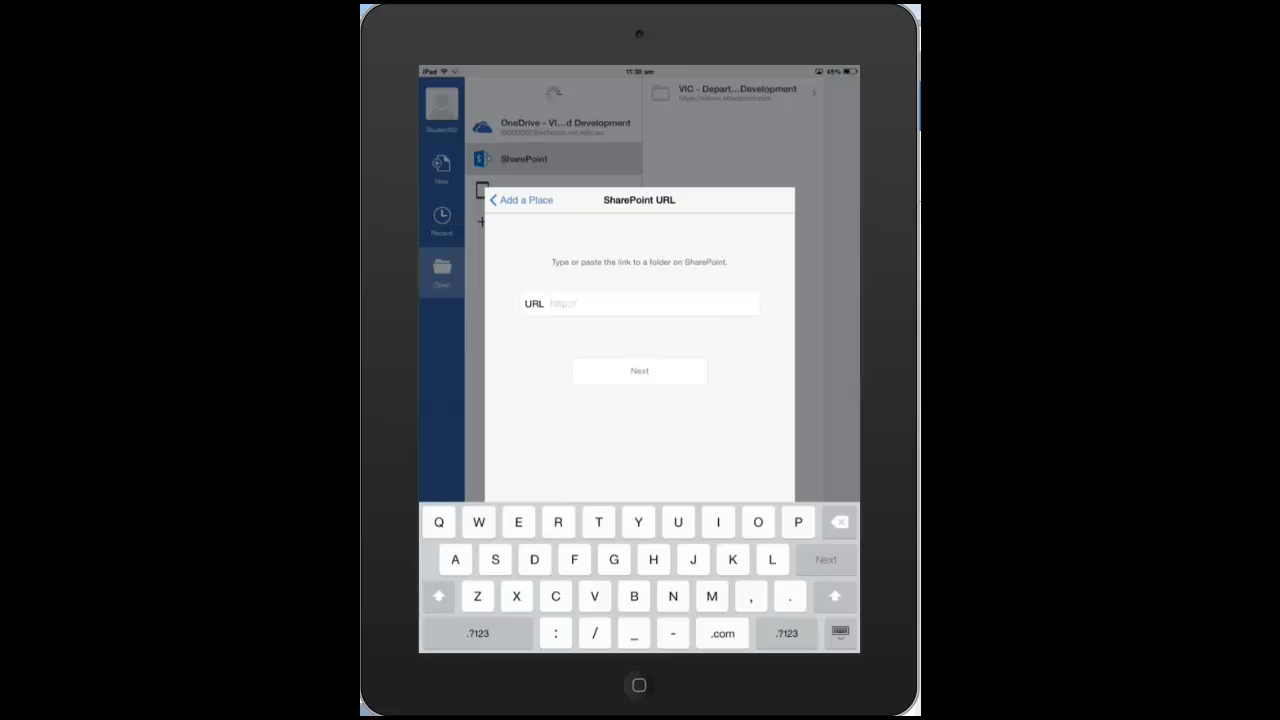 iPad
11:30 am
45%
Student02
New
Recent
Open
OneDrive - VI...d Development
SharePoint
VIC - Depart...Development
Add a Place
SharePoint URL
Type or paste the link to a folder on SharePoint.
URL http://
Next
Q W E R T Y U I O P
A S D F G H J K L Next
Z X C V B N M , .
.?123 : / _ - .com .?123